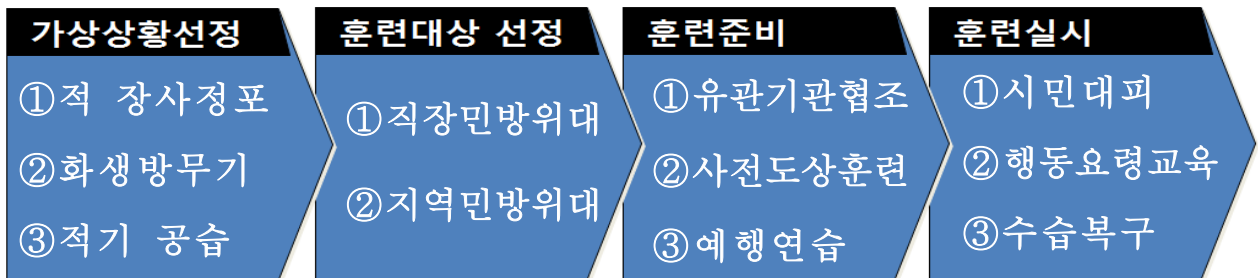 가상상황선정
①적 장사정포
②화생방무기
③적기 공습
훈련대상 선정
①직장민방위대
②지역민방위대
훈련준비
①유관기관협조
②사전도상훈련
③예행연습
훈련실시
①시민대피
②행동요령교육
③수습복구